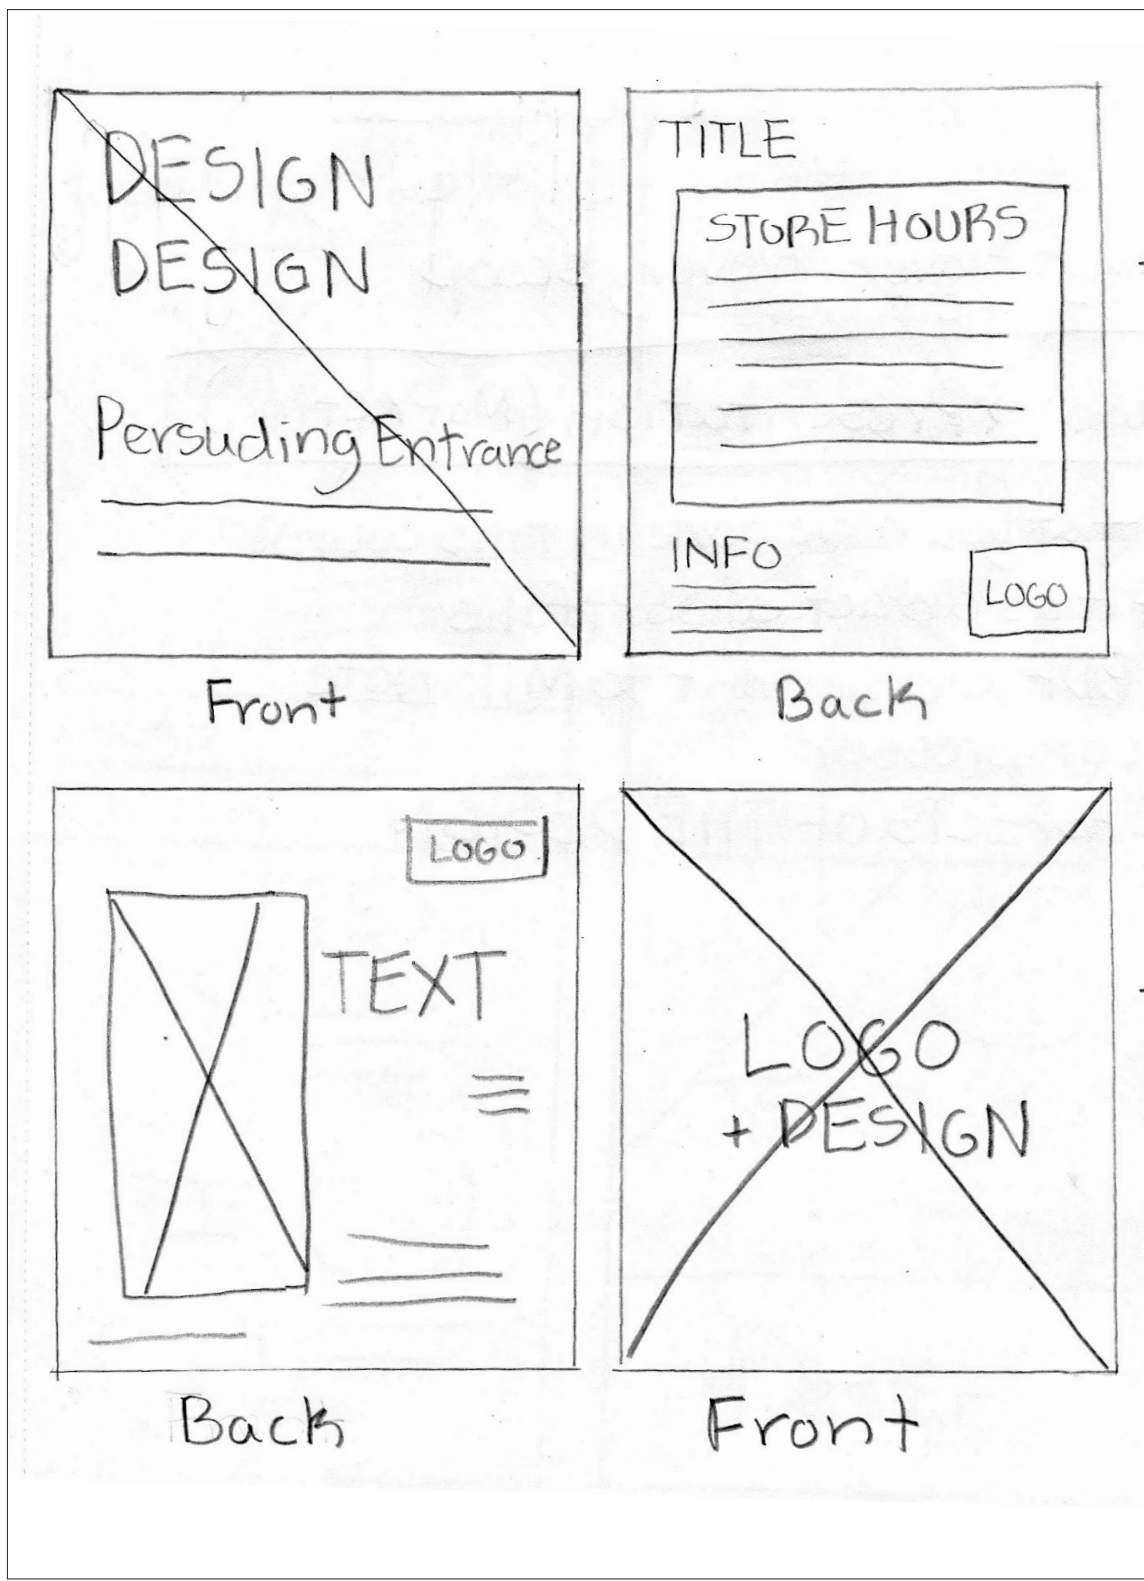 DESIGN
DESIGN
Persuding Entrance
Front
TITLE
STORE HOURS
INFO
LOGO
Back
LOGO
TEXT
Back
LOGO
+ DESIGN
Front